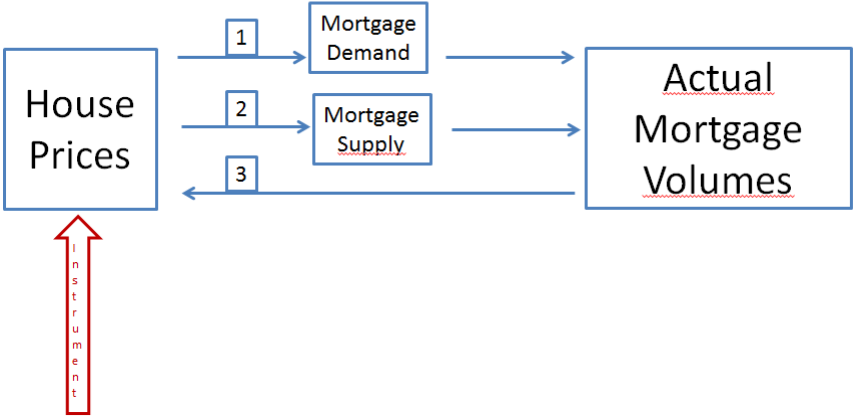 House
Prices
1
Mortgage
Demand
2
Mortgage
Supply
3
Actual
Mortgage
Volumes
Instrument